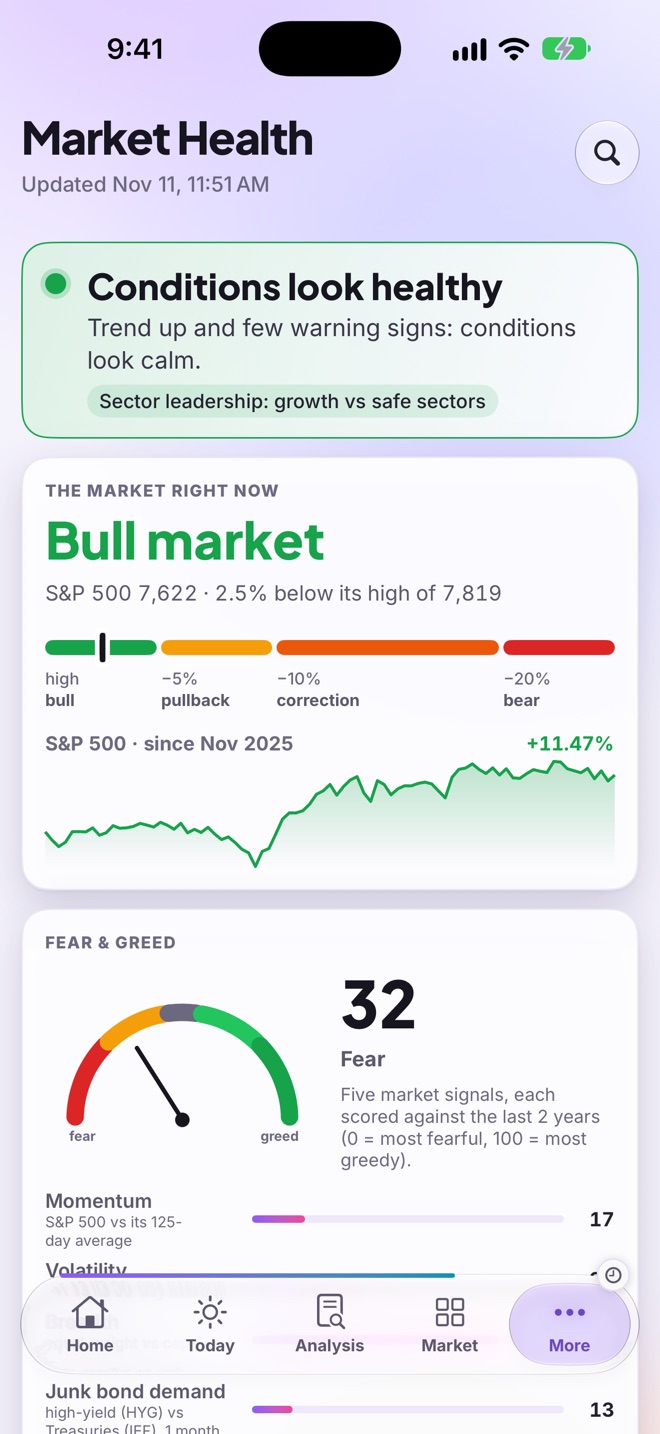 9:41
Market Health
Updated Nov 11, 11:51 AM
Conditions look healthy
Trend up and few warning signs: conditions
look calm.
Sector leadership: growth vs safe sectors
THE MARKET RIGHT NOW
Bull market
S&P 500 7,622 · 2.5% below its high of 7,819
high
bull
−5%
pullback
−10%
correction
−20%
bear
S&P 500 · since Nov 2025
+11.47%
FEAR & GREED
fear
greed
32
Fear
Five market signals, each
scored against the last 2 years
(0 = most fearful, 100 = most
greedy).
Momentum
S&P 500 vs its 125-
day average
17
Volatility
Home
Today
Analysis
Market
More
Junk bond demand
high-yield (HYG) vs
Treasuries (IEF), 1 month
13